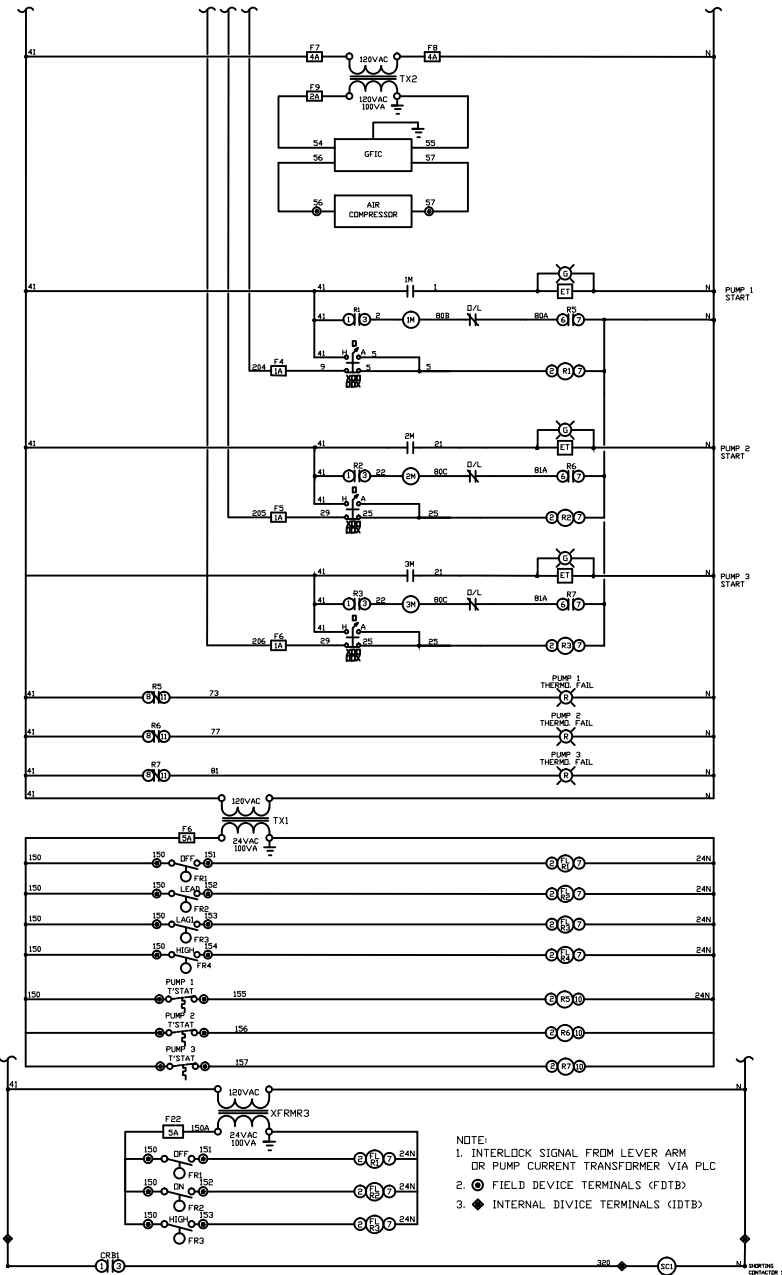 41 F7 4A 120VAC F8 4A N
TX2
F9 2A 120VAC
100VA
54 GFIC 55
56 57
56 AIR 57
COMPRESSOR
1M G
41 41 1 ET N PUMP 1
START
R1 O/L R5
41 1 3 2 1M 80B 80A 6 7 N
O
41 H A 5
204 F4 1A 9 5 5 2 R1 7
XOO
OOX
2M G
41 41 21 ET N PUMP 2
START
R2 O/L R6
41 1 3 22 2M 80C 81A 6 7
O
41 H A
205 F5 1A 29 25 25 2 R2 7
XOO
OOX
3M G
41 21 ET N PUMP 3
START
R3 O/L R7
41 1 3 22 3M 80C 81A 6 7
O
41 H A
206 F6 1A 29 25 25 2 R3 7
XOO
OOX
PUMP 1
THERMO. FAIL
41 R5 8 11 73 R N
PUMP 2
THERMO. FAIL
41 R6 8 11 77 R N
PUMP 3
THERMO. FAIL
41 R7 8 11 81 R N
41 120VAC N
TX1
F6 5A 24VAC
100VA
150 150 OFF 151 2 FL R1 7 24N
FR1
150 150 LEAD 152 2 FL R2 7 24N
FR2
150 150 LAG1 153 2 FL R3 7 24N
FR3
150 150 HIGH 154 2 FL R4 7 24N
FR4
PUMP 1
T'STAT
150 155 2 R5 10 24N
PUMP 2
T'STAT
156 2 R6 10
PUMP 3
T'STAT
157 2 R7 10
41 120VAC N
XFRMR3
F22 5A 150A 24VAC
100VA
150 OFF 151 2 FL R1 7 24N
FR1
150 ON 152 2 FL R2 7
FR2
150 HIGH 153 2 FL R3 7 24N
FR3
NOTE:
1. INTERLOCK SIGNAL FROM LEVER ARM
OR PUMP CURRENT TRANSFORMER VIA PLC
2. FIELD DEVICE TERMINALS (FDTB)
3. INTERNAL DIVICE TERMINALS (IDTB)
CRB1
1 3 320 SC1 N SHORTING
CONTACTOR